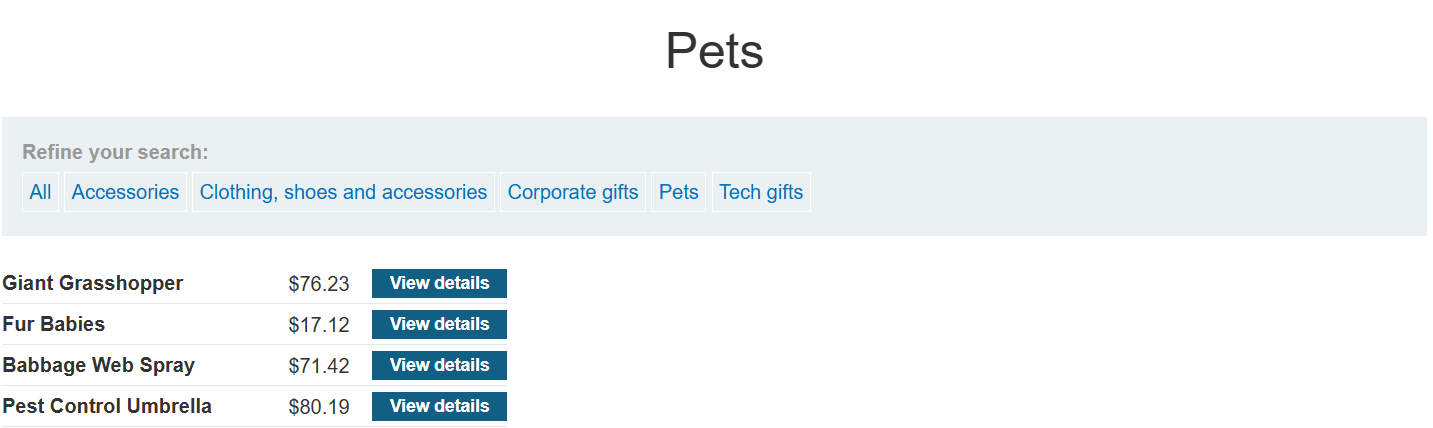 Pets
Refine your search:
All Accessories Clothing, shoes and accessories Corporate gifts Pets Tech gifts
Giant Grasshopper $76.23 View details
Fur Babies $17.12 View details
Babbage Web Spray $71.42 View details
Pest Control Umbrella $80.19 View details